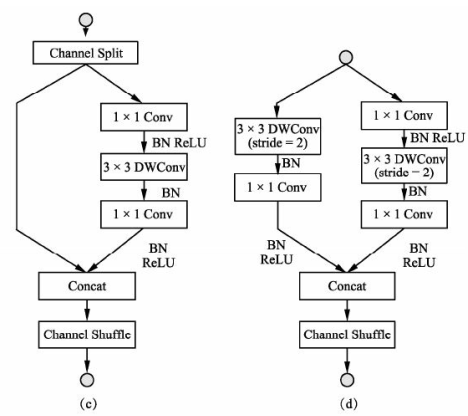 Channel Split
1 × 1 Conv
BN ReLU
3 × 3 DWConv
BN
1 × 1 Conv
BN
ReLU
Concat
Channel Shuffle
(c)
3 × 3 DWConv
(stride = 2)
BN
1 × 1 Conv
BN
ReLU
1 × 1 Conv
BN ReLU
3 × 3 DWConv
(stride − 2)
BN
1 × 1 Conv
BN
ReLU
Concat
Channel Shuffle
(d)